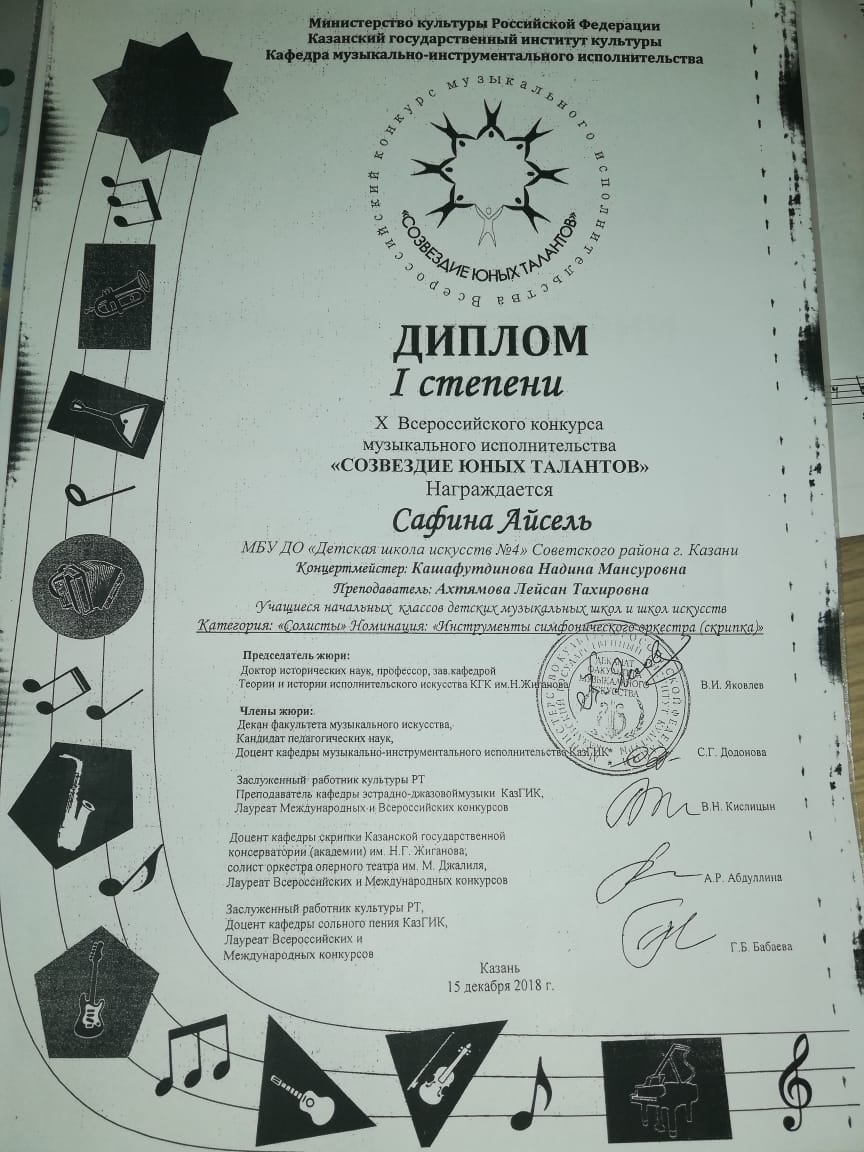 Министерство культуры Российской Федерации
Казанский государственный институт культуры
Кафедра музыкально-инструментального исполнительства
Всероссийский конкурс музыкального исполнительства
«СОЗВЕЗДИЕ ЮНЫХ ТАЛАНТОВ»
ДИПЛОМ
I степени
X Всероссийского конкурса
музыкального исполнительства
«СОЗВЕЗДИЕ ЮНЫХ ТАЛАНТОВ»
Награждается
Сафина Айсель
МБУ ДО «Детская школа искусств №4» Советского района г. Казани
Концертмейстер: Кашафутдинова Надина Мансуровна
Преподаватель: Ахтямова Лейсан Тахировна
Учащиеся начальных классов детских музыкальных школ и школ искусств
Категория: «Солисты» Номинация: «Инструменты симфонического оркестра (скрипка)»
Председатель жюри:
Доктор исторических наук, профессор, зав.кафедрой
Теории и истории исполнительского искусства КГК им.Н.Жиганова
В.И. Яковлев
Члены жюри:
Декан факультета музыкального искусства,
Кандидат педагогических наук,
Доцент кафедры музыкально-инструментального исполнительства КазГИК
С.Г. Додонова
ДЕКАНАТ
ФАКУЛЬТЕТА
МУЗЫКАЛЬНОГО
ИСКУССТВА
Заслуженный работник культуры РТ
Преподаватель кафедры эстрадно-джазовоймузыки КазГИК,
Лауреат Международных и Всероссийских конкурсов
В.Н. Кислицын
Доцент кафедры скрипки Казанской государственной
консерватории (академии) им. Н.Г. Жиганова;
солист оркестра оперного театра им. М. Джалиля,
Лауреат Всероссийских и Международных конкурсов
А.Р. Абдуллина
Заслуженный работник культуры РТ,
Доцент кафедры сольного пения КазГИК,
Лауреат Всероссийских и
Международных конкурсов
Г.Б. Бабаева
Казань
15 декабря 2018 г.